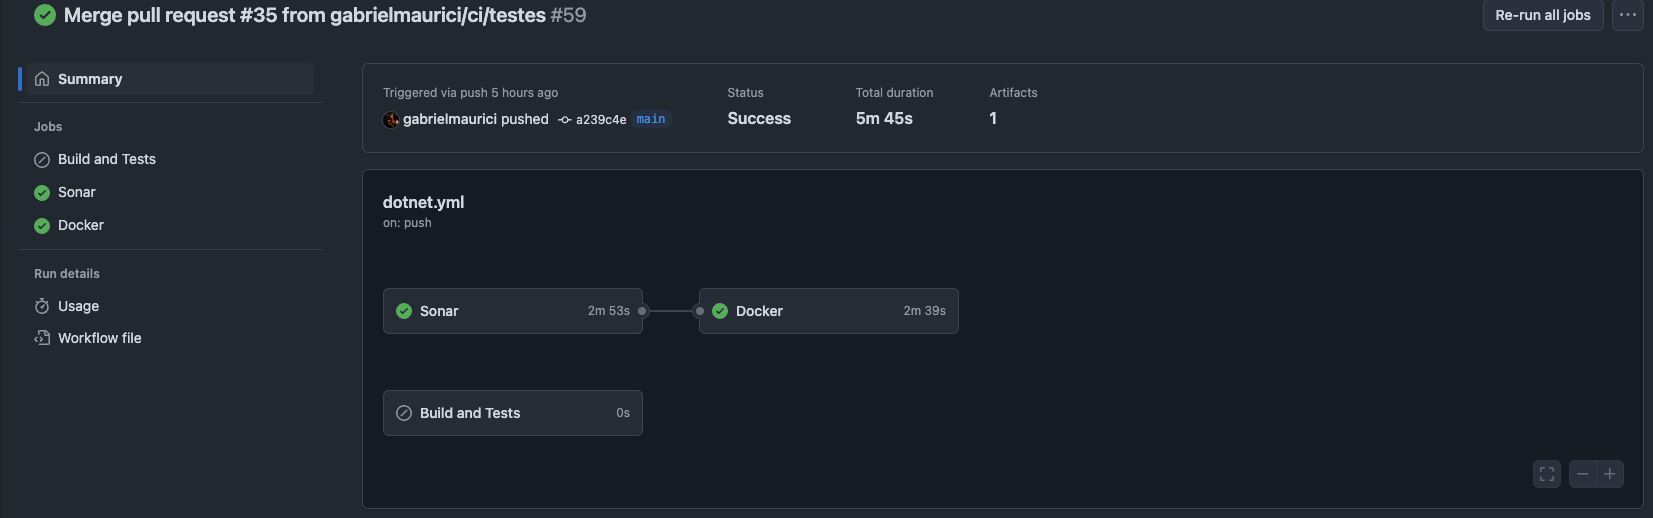 Merge pull request #35 from gabrielmaurici/ci/testes #59
Re-run all jobs
Summary
Jobs
Build and Tests
Sonar
Docker
Run details
Usage
Workflow file
Triggered via push 5 hours ago
gabrielmaurici pushed a239c4e main
Status
Success
Total duration
5m 45s
Artifacts
1
dotnet.yml
on: push
Sonar 2m 53s
Docker 2m 39s
Build and Tests 0s